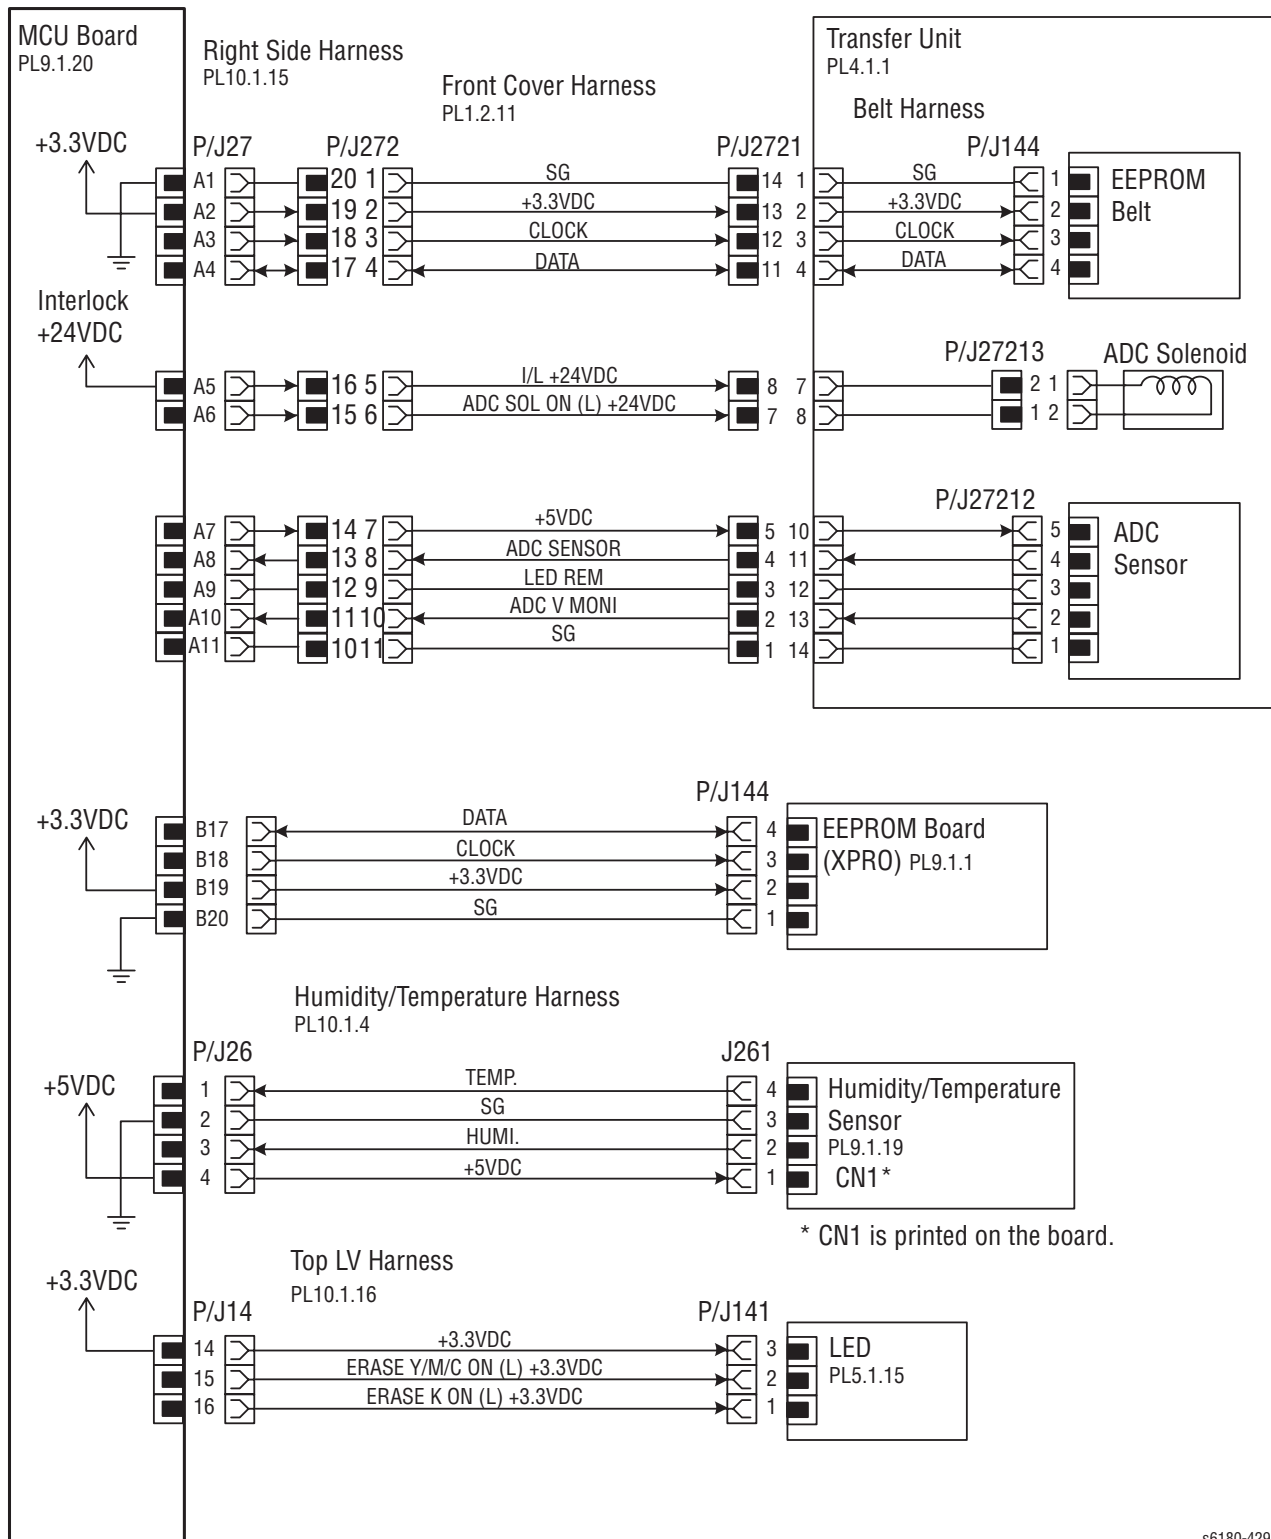 MCU Board
PL9.1.20
Right Side Harness
PL10.1.15
Front Cover Harness
PL1.2.11
Transfer Unit
PL4.1.1
Belt Harness
+3.3VDC
P/J27
P/J272
P/J2721
P/J144
A1 20 1 SG 14 1 SG 1 EEPROM
A2 19 2 +3.3VDC 13 2 +3.3VDC 2 Belt
A3 18 3 CLOCK 12 3 CLOCK 3
A4 17 4 DATA 11 4 DATA 4
Interlock
+24VDC
P/J27213 ADC Solenoid
A5 16 5 I/L +24VDC 8 7 2 1
A6 15 6 ADC SOL ON (L) +24VDC 7 8 1 2
P/J27212
A7 14 7 +5VDC 5 10 5 ADC
A8 13 8 ADC SENSOR 4 11 4 Sensor
A9 12 9 LED REM 3 12 3
A10 11 10 ADC V MONI 2 13 2
A11 10 11 SG 1 14 1
P/J144
+3.3VDC
B17 DATA 4 EEPROM Board
B18 CLOCK 3 (XPRO) PL9.1.1
B19 +3.3VDC 2
B20 SG 1
Humidity/Temperature Harness
PL10.1.4
P/J26 J261
+5VDC
1 TEMP. 4 Humidity/Temperature
2 SG 3 Sensor
3 HUMI. 2 PL9.1.19
4 +5VDC 1 CN1*
* CN1 is printed on the board.
Top LV Harness
PL10.1.16
+3.3VDC
P/J14 P/J141
14 +3.3VDC 3 LED
15 ERASE Y/M/C ON (L) +3.3VDC 2 PL5.1.15
16 ERASE K ON (L) +3.3VDC 1
s6180-429